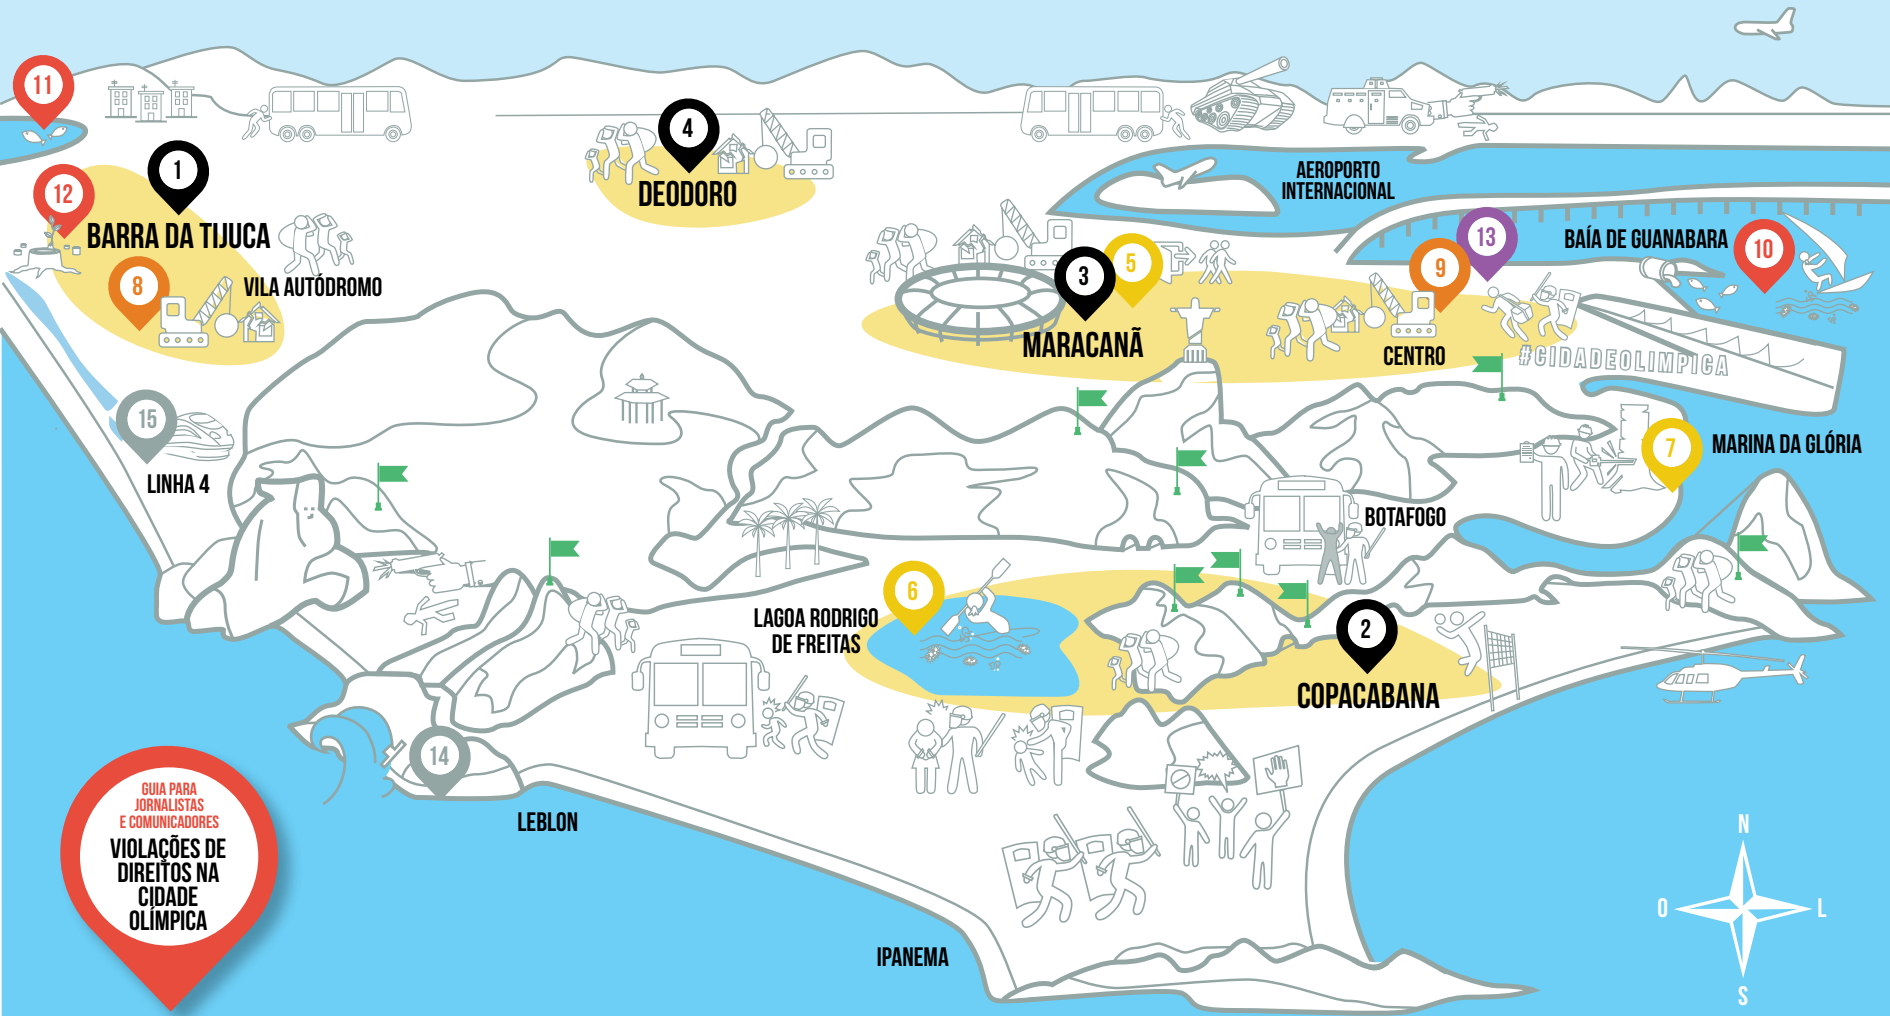 11
4
1
12
AEROPORTO
INTERNACIONAL
DEODORO
BARRA DA TIJUCA
13
BAÍA DE GUANABARA
10
5
3
9
8
VILA AUTÓDROMO
MARACANÃ
CENTRO
#CIDADEOLIMPICA
15
LINHA 4
7
MARINA DA GLÓRIA
BOTAFOGO
6
LAGOA RODRIGO
DE FREITAS
2
COPACABANA
14
LEBLON
IPANEMA
GUIA PARA
JORNALISTAS
E COMUNICADORES
VIOLAÇÕES DE
DIREITOS NA
CIDADE
OLÍMPICA
N
O
L
S